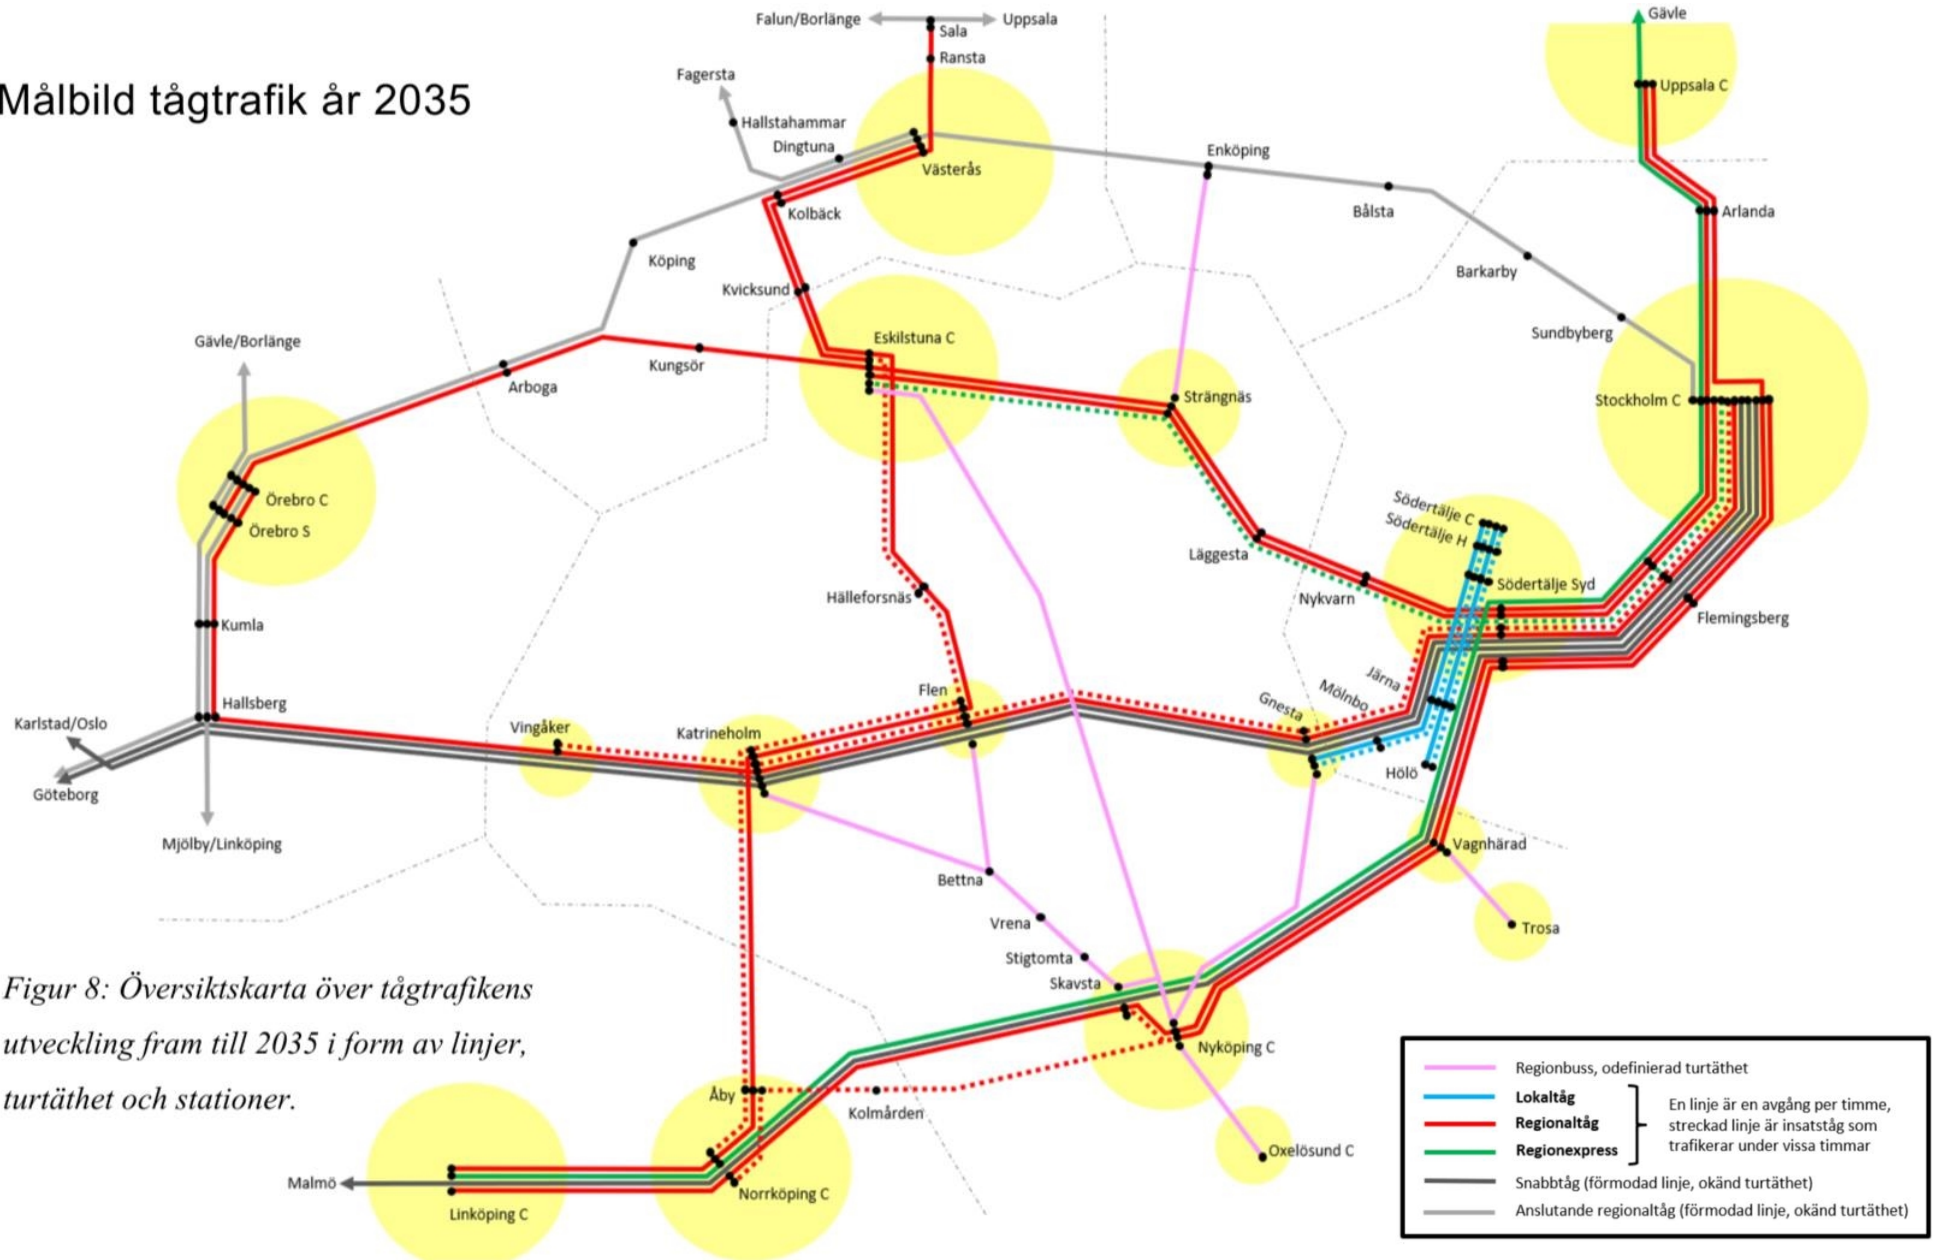 Målbild tågtrafik år 2035
Falun/Borlänge
Uppsala
Sala
Ransta
Fagersta
Hallstahammar
Dingtuna
Västerås
Kolbäck
Köping
Kvicksund
Enköping
Bålsta
Barkarby
Sundbyberg
Gävle
Uppsala C
Arlanda
Stockholm C
Gävle/Borlänge
Arboga
Kungsör
Eskilstuna C
Strängnäs
Örebro C
Örebro S
Läggesta
Nykvarn
Södertälje C
Södertälje H
Södertälje Syd
Flemingsberg
Hälleforsnäs
Kumla
Hallsberg
Karlstad/Oslo
Göteborg
Mjölby/Linköping
Vingåker
Katrineholm
Flen
Gnesta
Mölnbo
Järna
Hölö
Vagnhärad
Trosa
Bettna
Vrena
Stigtomta
Skavsta
Nyköping C
Oxelösund C
Åby
Kolmården
Norrköping C
Linköping C
Malmö
Figur 8: Översiktskarta över tågtrafikens
utveckling fram till 2035 i form av linjer,
turtäthet och stationer.
Regionbuss, odefinierad turtäthet
Lokaltåg
Regionaltåg
Regionexpress
En linje är en avgång per timme,
streckad linje är insatståg som
trafikerar under vissa timmar
Snabbtåg (förmodad linje, okänd turtäthet)
Anslutande regionaltåg (förmodad linje, okänd turtäthet)